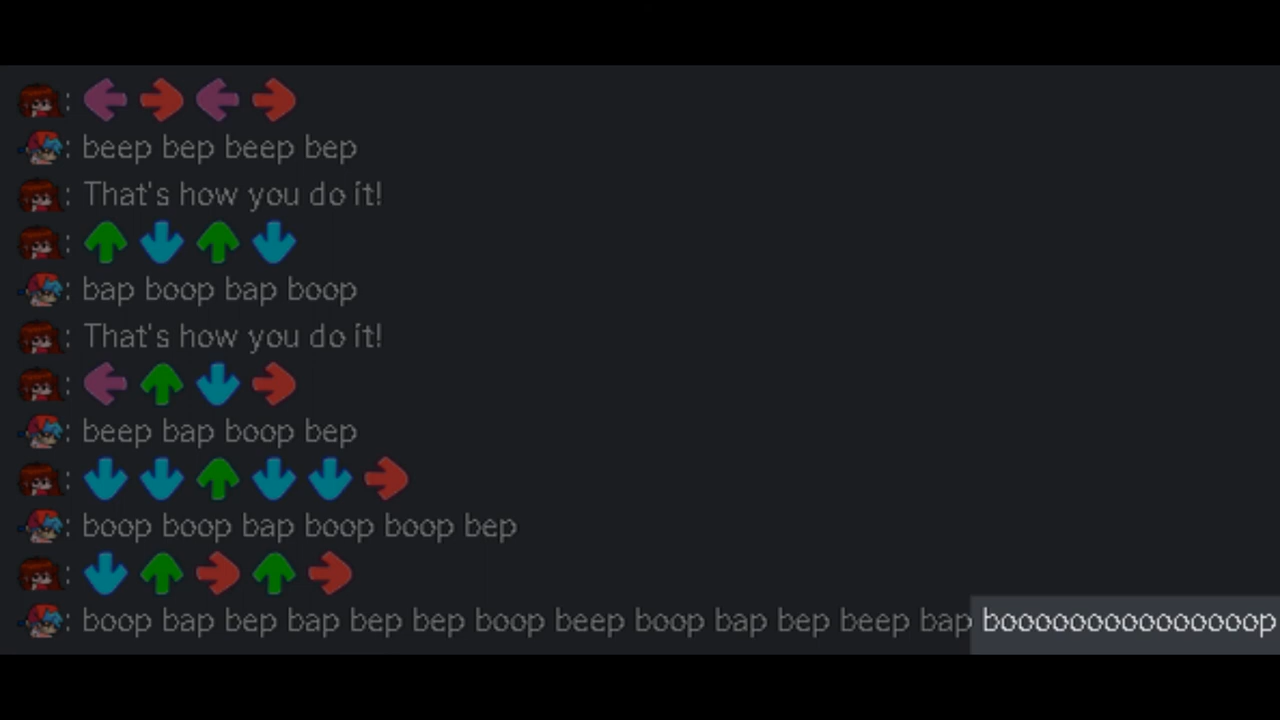 : ← → ← →
: beep bep beep bep
: That's how you do it!
: ↑ ↓ ↑ ↓
: bap boop bap boop
: That's how you do it!
: ← ↑ ↓ →
: beep bap boop bep
: ↓ ↓ ↑ ↓ ↓ →
: boop boop bap boop boop bep
: ↓ ↑ → ↑ →
: boop bap bep bap bep bep boop beep boop bap bep beep bap booooooooooooooop